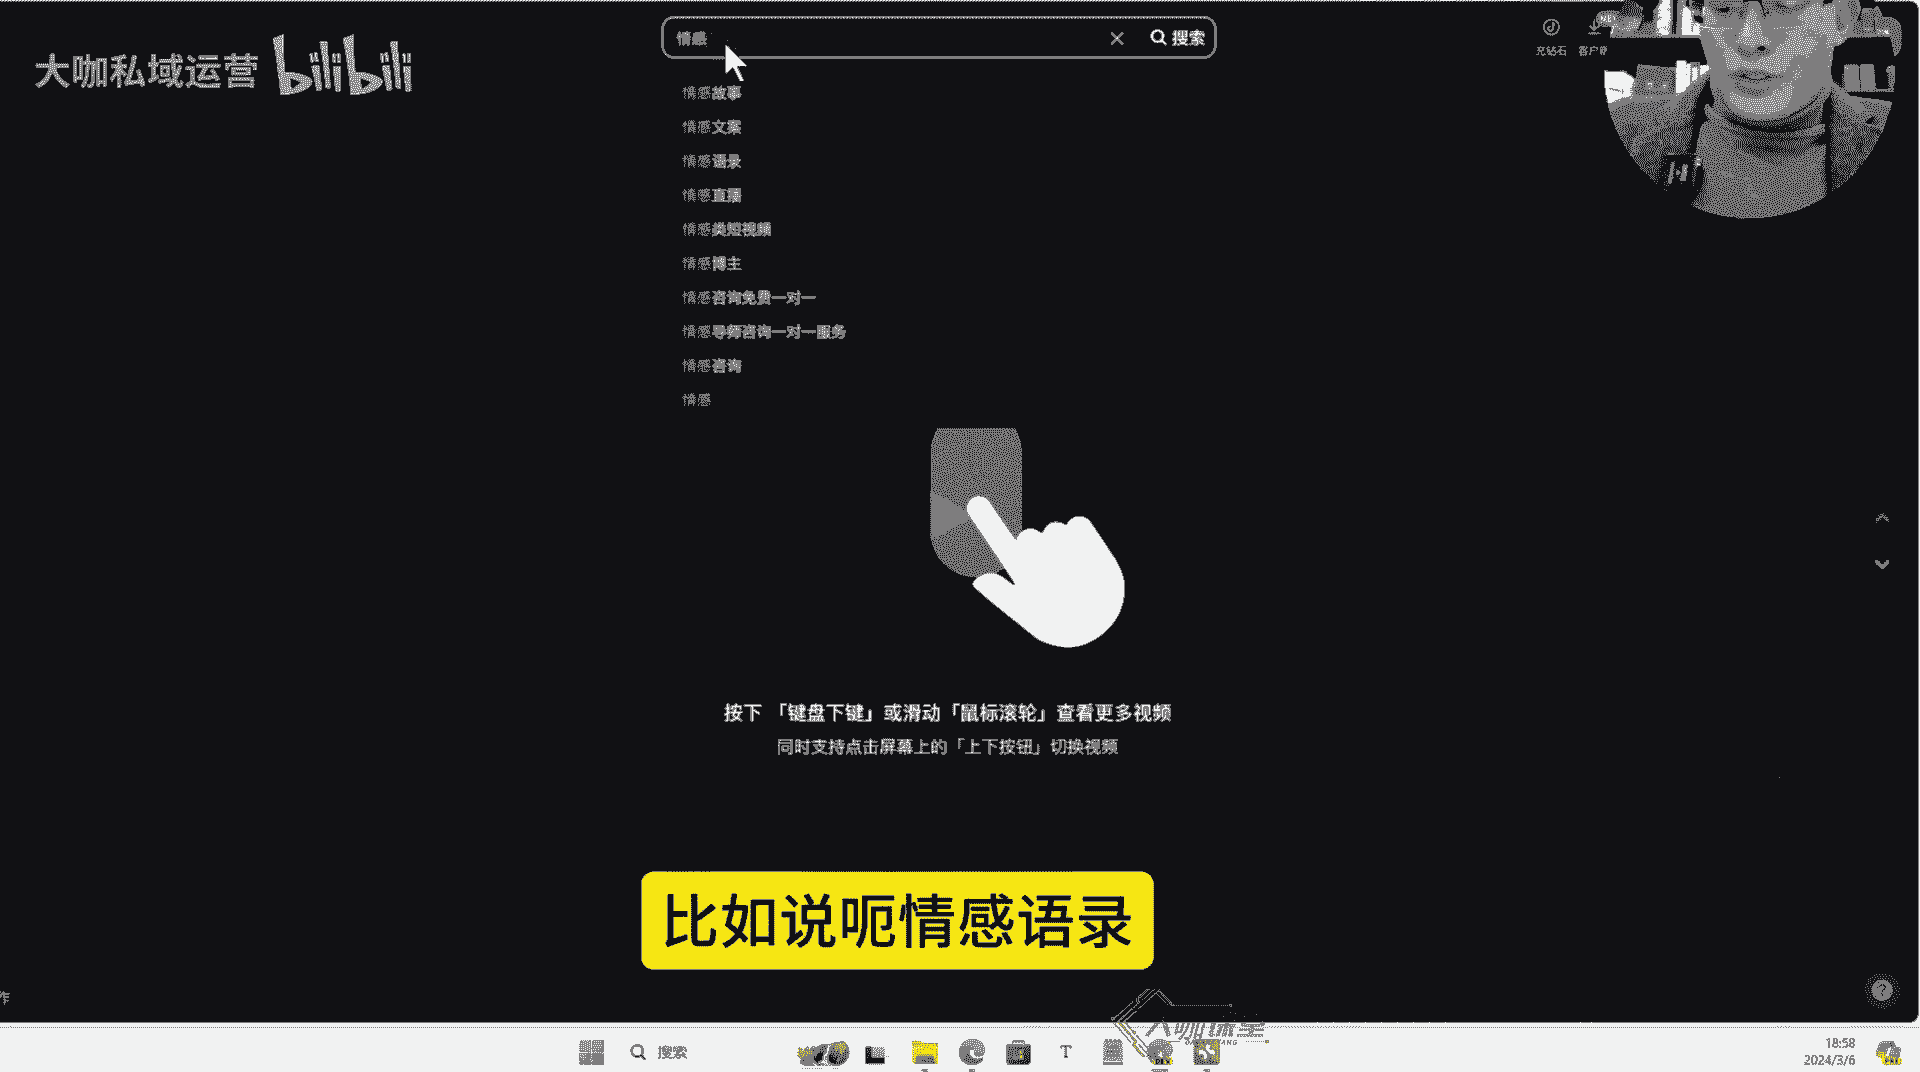 大咖私域运营 bilibili
情感
搜索
充钻石
客户端
情感故事
情感文案
情感语录
情感直播
情感类短视频
情感博主
情感咨询免费一对一
情感导师咨询一对一服务
情感咨询
情感
按下 「键盘下键」或滑动「鼠标滚轮」查看更多视频
同时支持点击屏幕上的「上下按钮」切换视频
比如说呃情感语录
作
搜索
T
18:58
2024/3/6